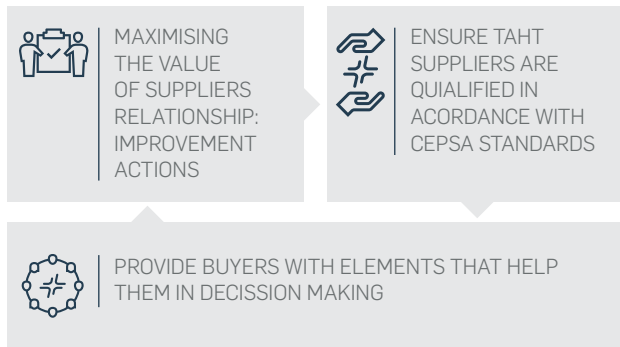 MAXIMISING
THE VALUE
OF SUPPLIERS
RELATIONSHIP:
IMPROVEMENT
ACTIONS
ENSURE TAHT
SUPPLIERS ARE
QUIALIFIED IN
ACORDANCE WITH
CEPSA STANDARDS
PROVIDE BUYERS WITH ELEMENTS THAT HELP
THEM IN DECISSION MAKING